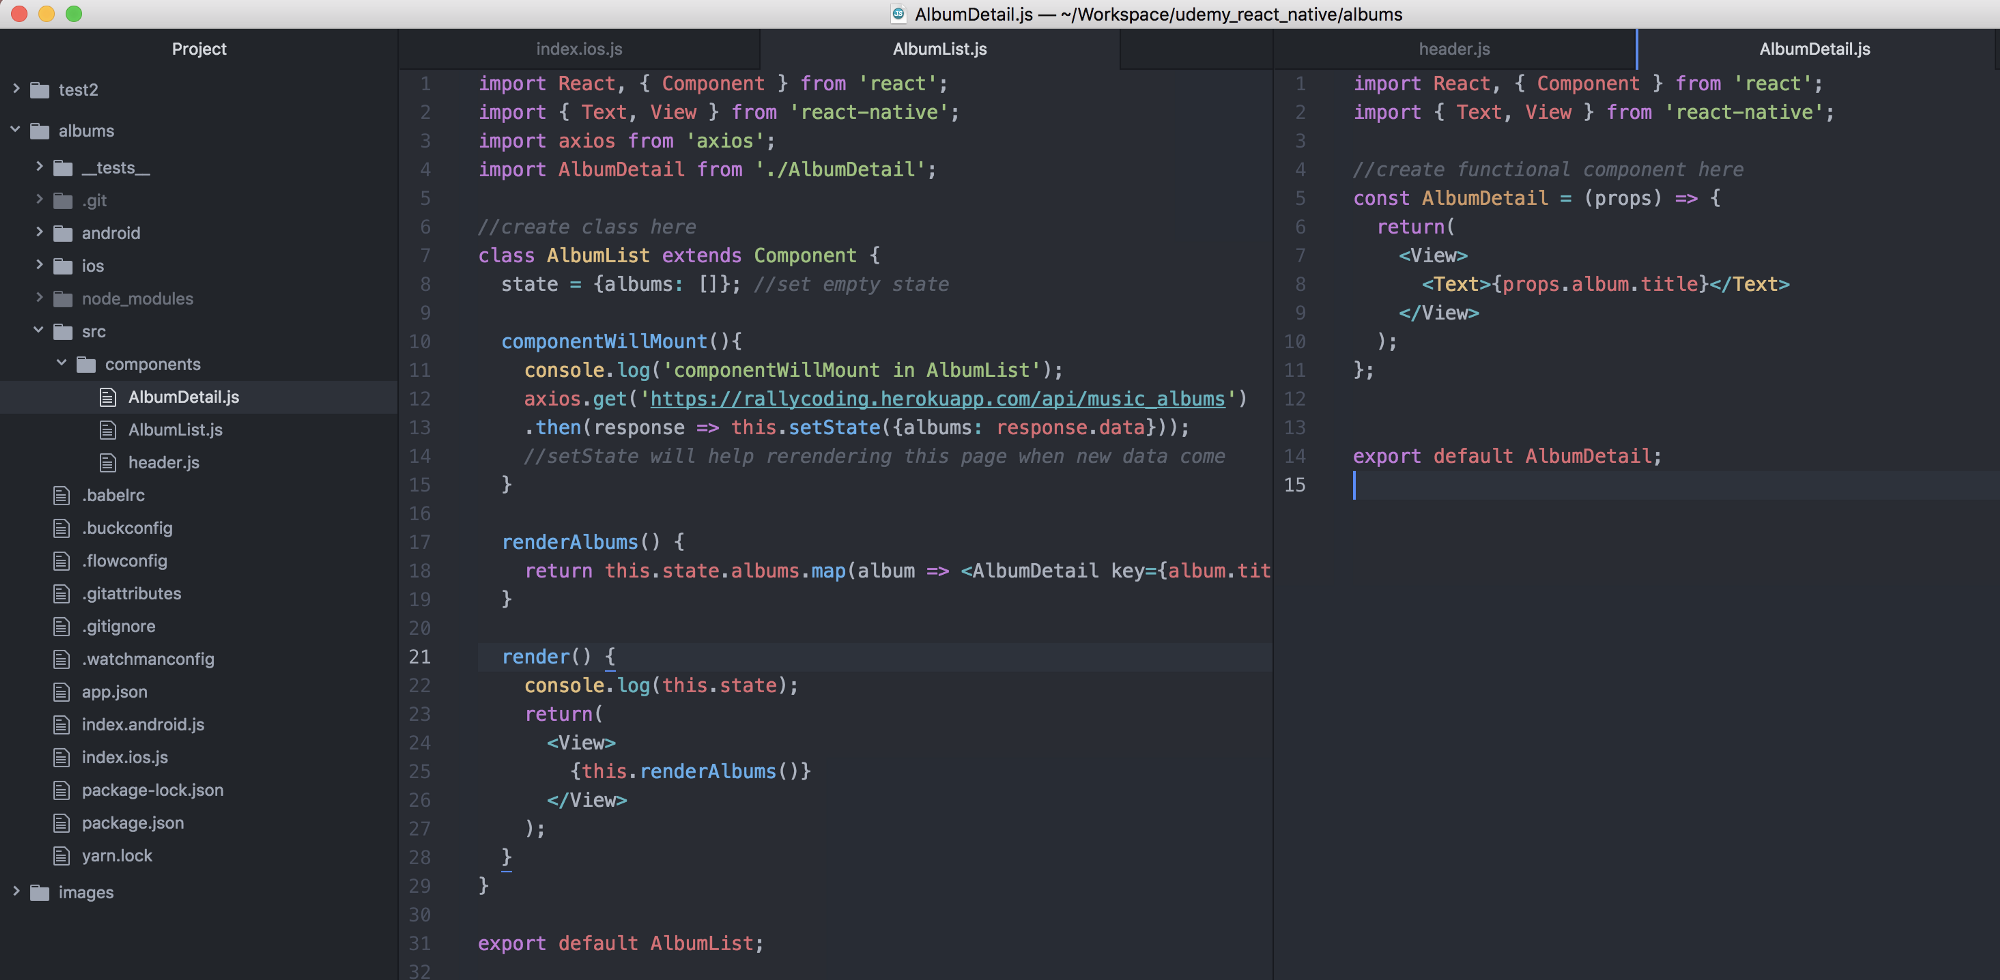 AlbumDetail.js — ~/Workspace/udemy_react_native/albums
Project
test2
albums
__tests__
.git
android
ios
node_modules
src
components
AlbumDetail.js
AlbumList.js
header.js
.babelrc
.buckconfig
.flowconfig
.gitattributes
.gitignore
.watchmanconfig
app.json
index.android.js
index.ios.js
package-lock.json
package.json
yarn.lock
images
index.ios.js
AlbumList.js
1 import React, { Component } from 'react';
2 import { Text, View } from 'react-native';
3 import axios from 'axios';
4 import AlbumDetail from './AlbumDetail';
5
6 //create class here
7 class AlbumList extends Component {
8 state = {albums: []}; //set empty state
9
10 componentWillMount(){
11 console.log('componentWillMount in AlbumList');
12 axios.get('https://rallycoding.herokuapp.com/api/music_albums')
13 .then(response => this.setState({albums: response.data}));
14 //setState will help rerendering this page when new data come
15 }
16
17 renderAlbums() {
18 return this.state.albums.map(album => <AlbumDetail key={album.tit
19 }
20
21 render() {
22 console.log(this.state);
23 return(
24 <View>
25 {this.renderAlbums()}
26 </View>
27 );
28 }
29 }
30
31 export default AlbumList;
32
header.js
AlbumDetail.js
1 import React, { Component } from 'react';
2 import { Text, View } from 'react-native';
3
4 //create functional component here
5 const AlbumDetail = (props) => {
6 return(
7 <View>
8 <Text>{props.album.title}</Text>
9 </View>
10 );
11 };
12
13
14 export default AlbumDetail;
15